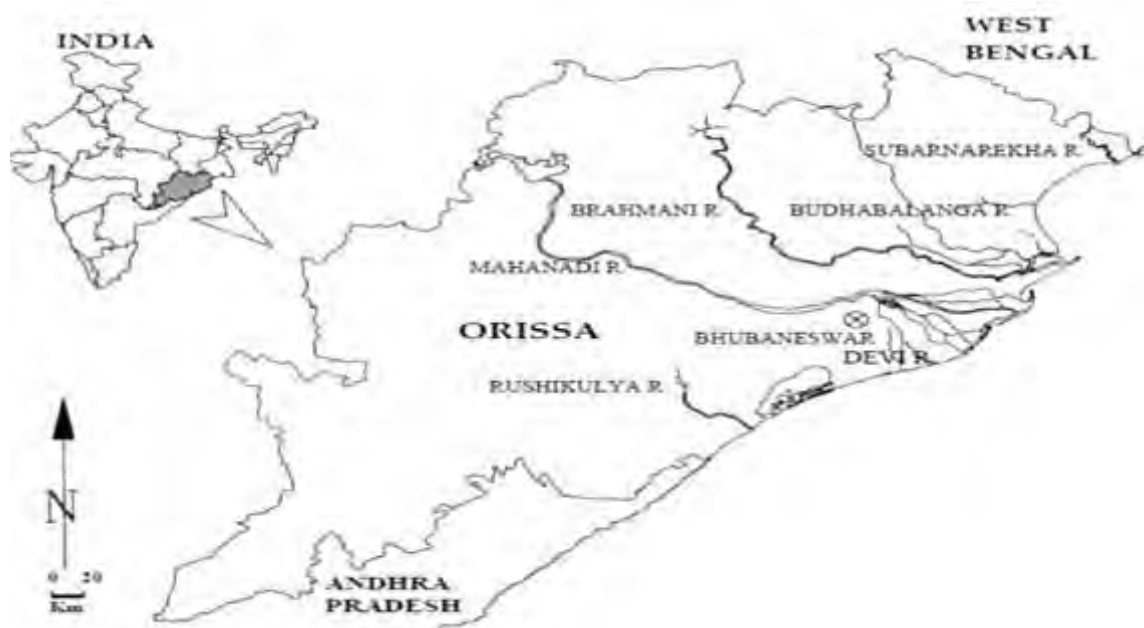 INDIA
WEST
BENGAL
SUBARNAREKHA R.
BRAHMANI R.
BUDHABALANGA R.
MAHANADI R.
ORISSA
BHUBANESWAR
DEVI R.
RUSHIKULYA R.
N
0 20
Km
ANDHRA
PRADESH